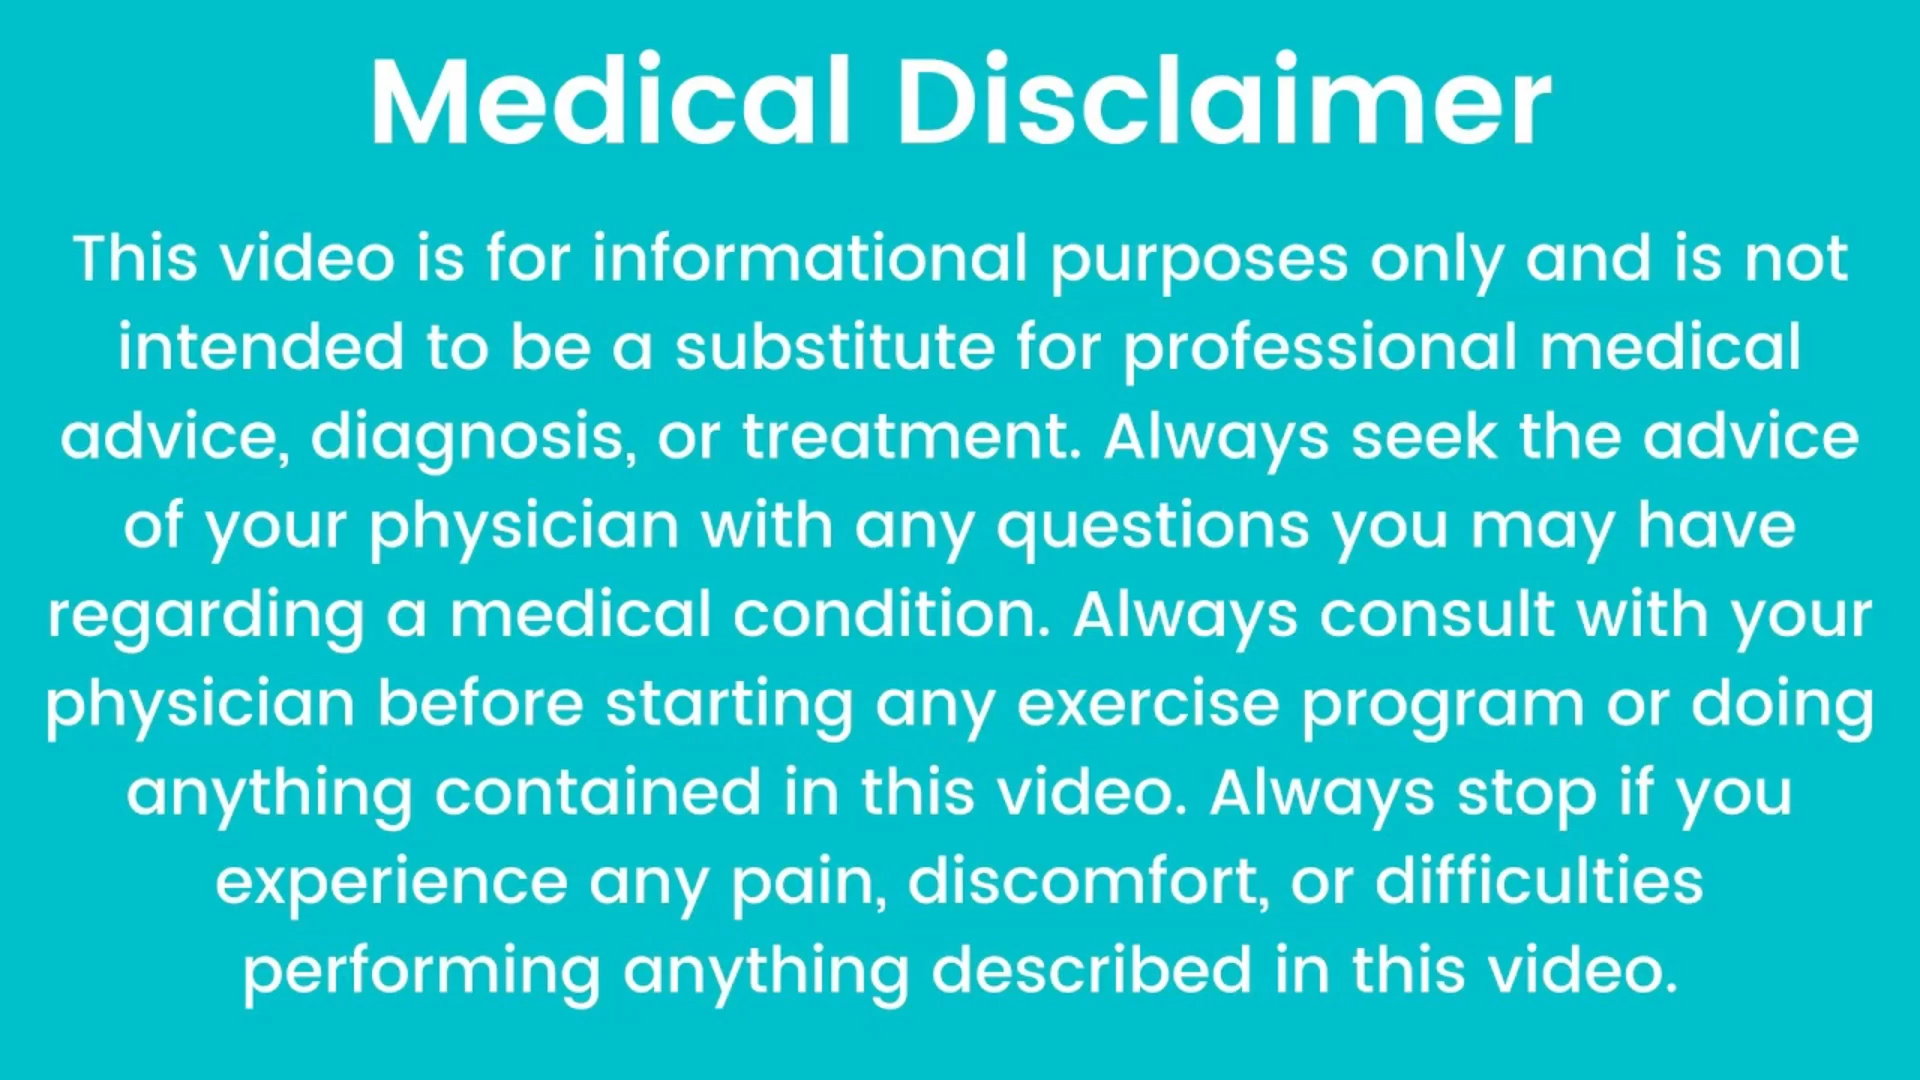 Medical Disclaimer
This video is for informational purposes only and is not
intended to be a substitute for professional medical
advice, diagnosis, or treatment. Always seek the advice
of your physician with any questions you may have
regarding a medical condition. Always consult with your
physician before starting any exercise program or doing
anything contained in this video. Always stop if you
experience any pain, discomfort, or difficulties
performing anything described in this video.